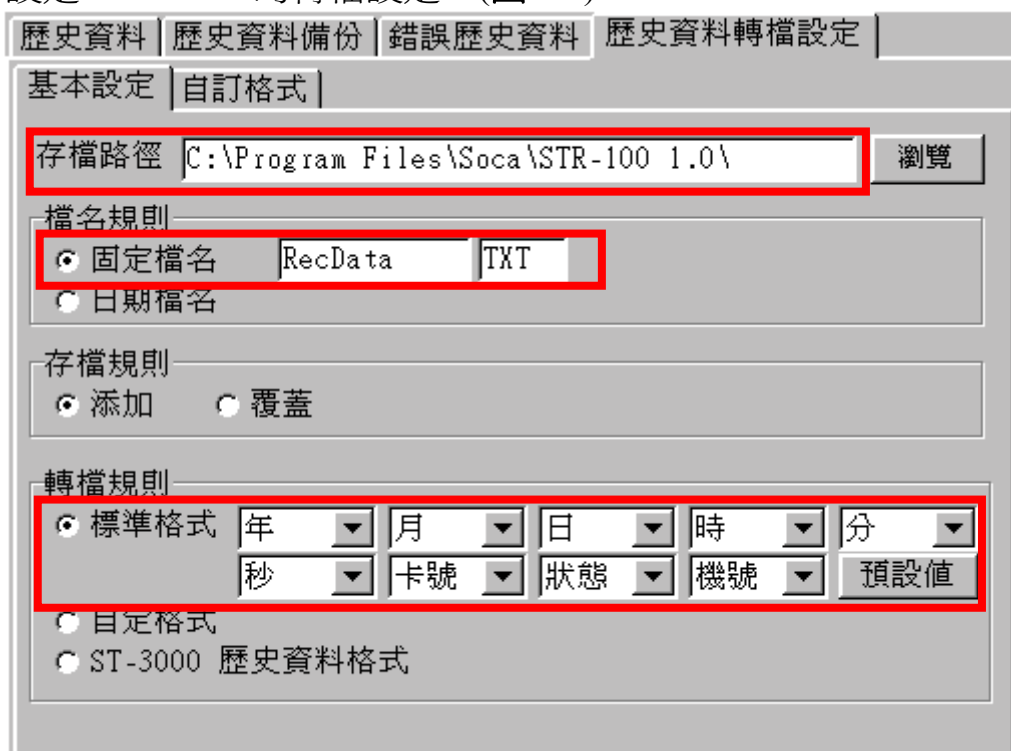 歷史資料 歷史資料備份 錯誤歷史資料 歷史資料轉檔設定
基本設定 自訂格式
存檔路徑 C:\Program Files\Soca\STR-100 1.0\ 瀏覽
檔名規則
固定檔名 RecData TXT
日期檔名
存檔規則
添加 覆蓋
轉檔規則
標準格式 年 月 日 時 分
秒 卡號 狀態 機號 預設值
自定格式
ST-3000 歷史資料格式